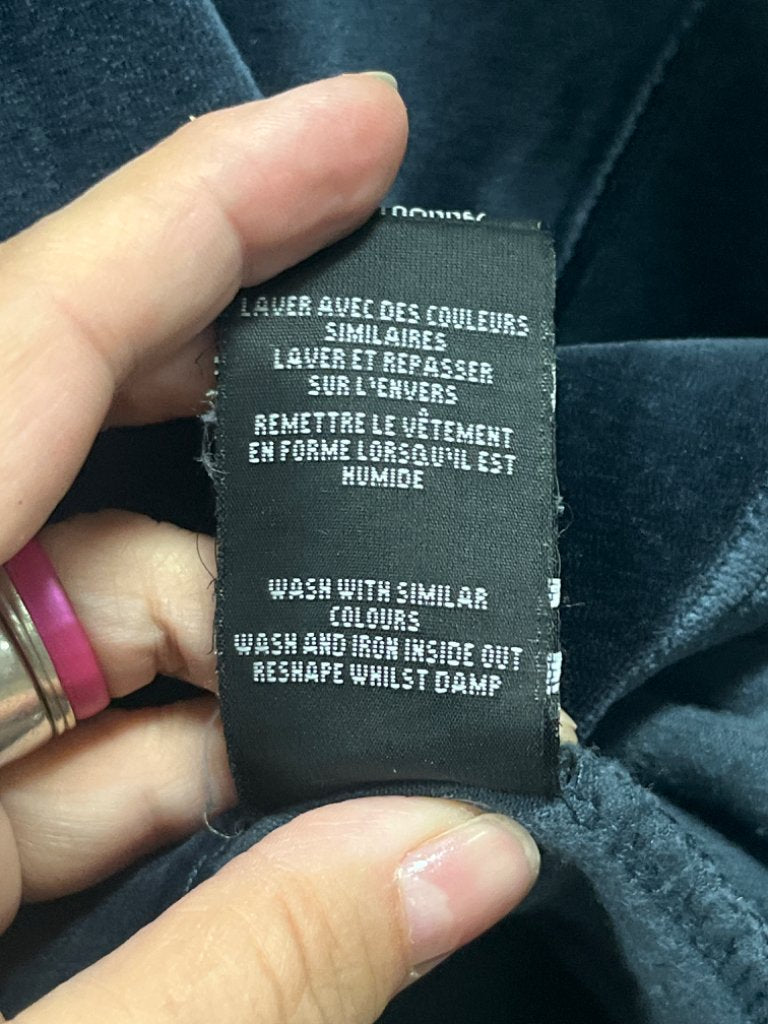 LAVER AVEC DES COULEURS
SIMILAIRES
LAVER ET REPASSER
SUR L'ENVERS
REMETTRE LE VÊTEMENT
EN FORME LORSQU'IL EST
HUMIDE
WASH WITH SIMILAR
COLOURS
WASH AND IRON INSIDE OUT
RESHAPE WHILST DAMP